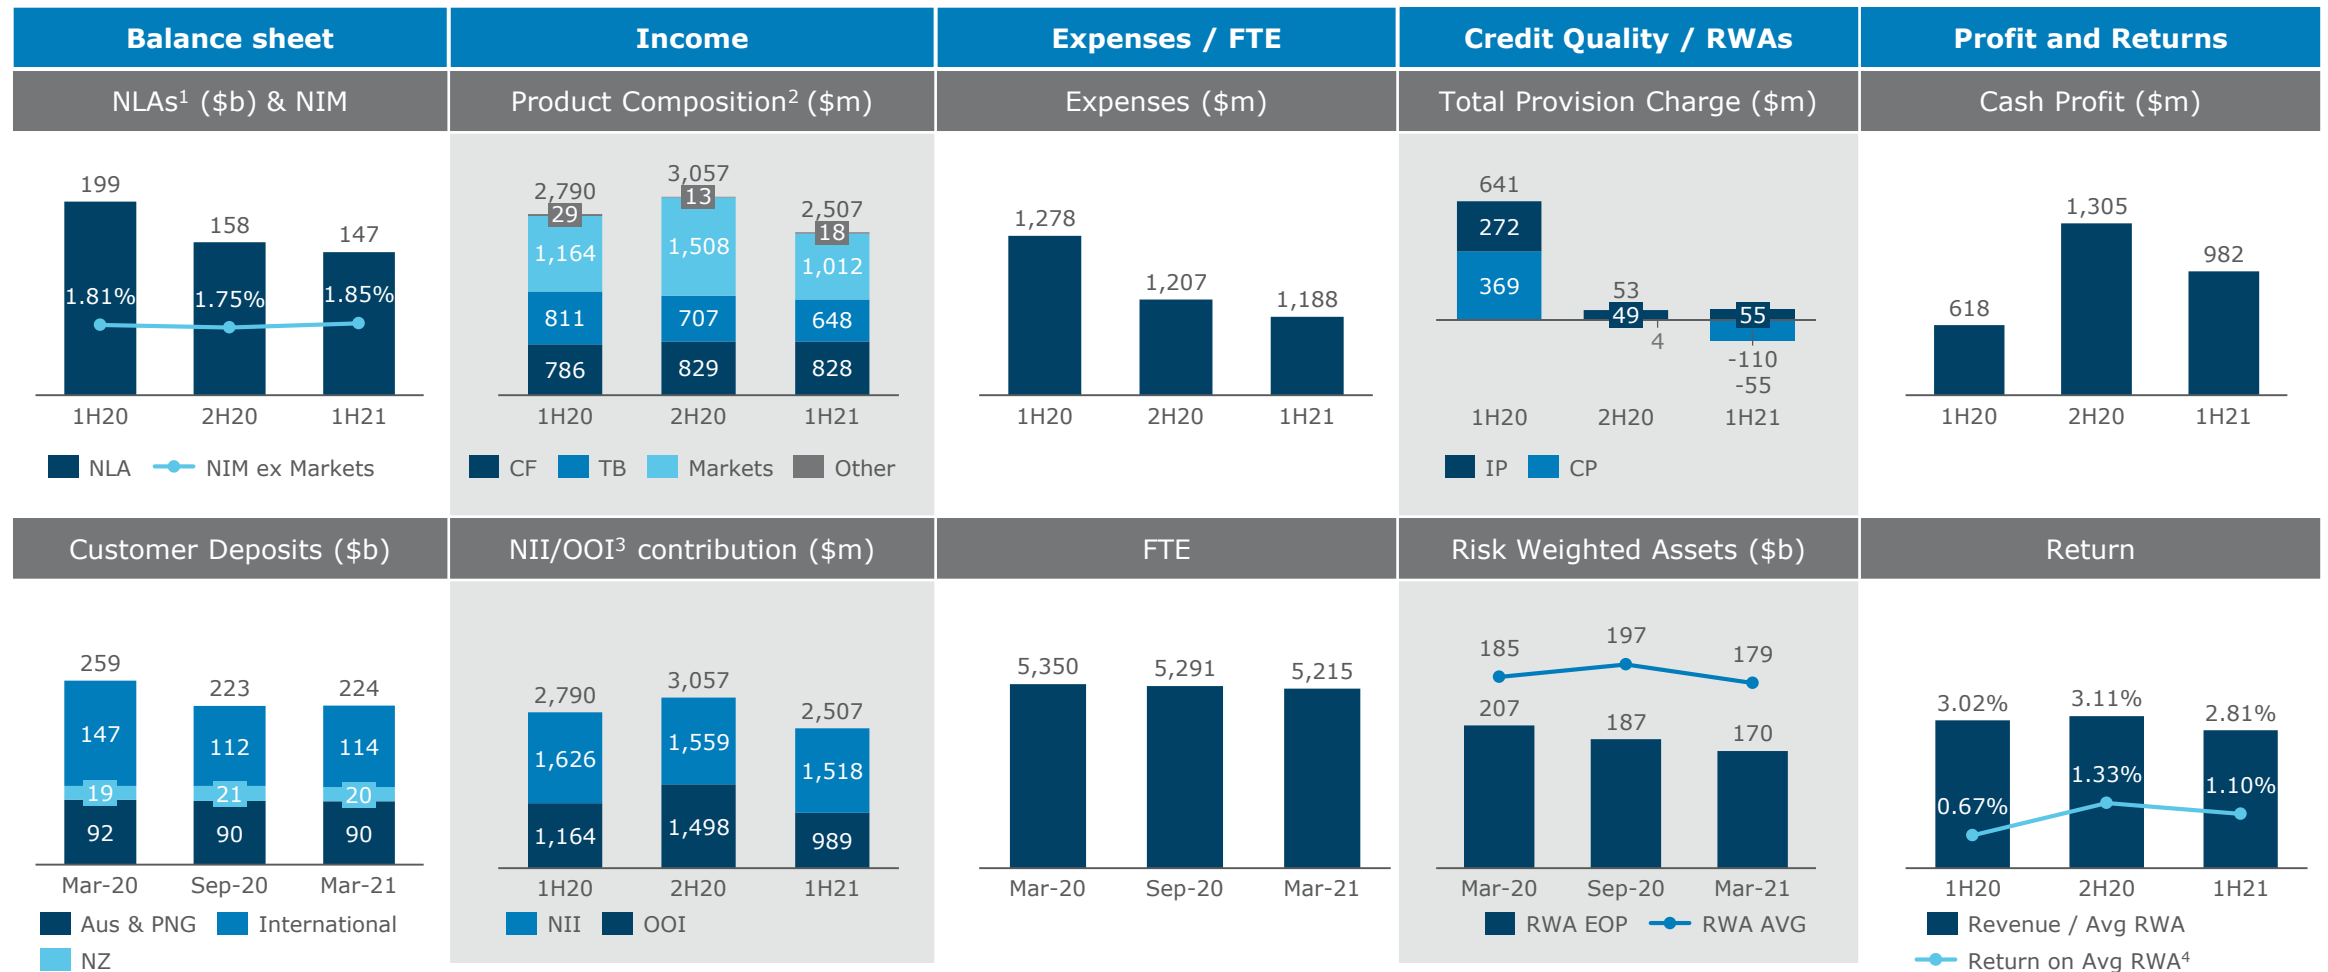 Balance sheet
Income
Expenses / FTE
Credit Quality / RWAs
Profit and Returns
NLAs¹ ($b) & NIM
Product Composition² ($m)
Expenses ($m)
Total Provision Charge ($m)
Cash Profit ($m)
199
158
147
1.81%
1.75%
1.85%
1H20
2H20
1H21
NLA
NIM ex Markets
2,790
3,057
2,507
29
13
18
1,164
1,508
1,012
811
707
648
786
829
828
1H20
2H20
1H21
CF
TB
Markets
Other
1,278
1,207
1,188
1H20
2H20
1H21
641
272
369
53
49
4
55
-110
-55
1H20
2H20
1H21
IP
CP
618
1,305
982
1H20
2H20
1H21
Customer Deposits ($b)
NII/OOI³ contribution ($m)
FTE
Risk Weighted Assets ($b)
Return
259
223
224
147
112
114
19
21
20
92
90
90
Mar-20
Sep-20
Mar-21
Aus & PNG
International
NZ
2,790
3,057
2,507
1,626
1,559
1,518
1,164
1,498
989
1H20
2H20
1H21
NII
OOI
5,350
5,291
5,215
Mar-20
Sep-20
Mar-21
185
197
179
207
187
170
Mar-20
Sep-20
Mar-21
RWA EOP
RWA AVG
3.02%
3.11%
2.81%
0.67%
1.33%
1.10%
1H20
2H20
1H21
Revenue / Avg RWA
Return on Avg RWA⁴